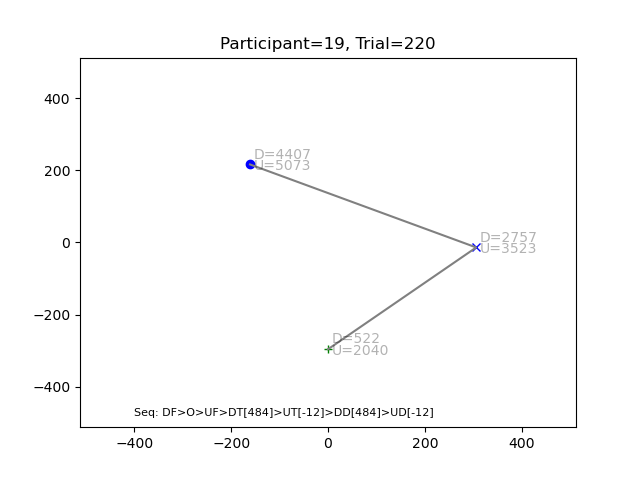 Participant=19, Trial=220
400
200
0
−200
−400
D=4407
U=5073
D=2757
U=3523
D=522
U=2040
Seq: DF>O>UF>DT[484]>UT[-12]>DD[484]>UD[-12]
−400 −200 0 200 400